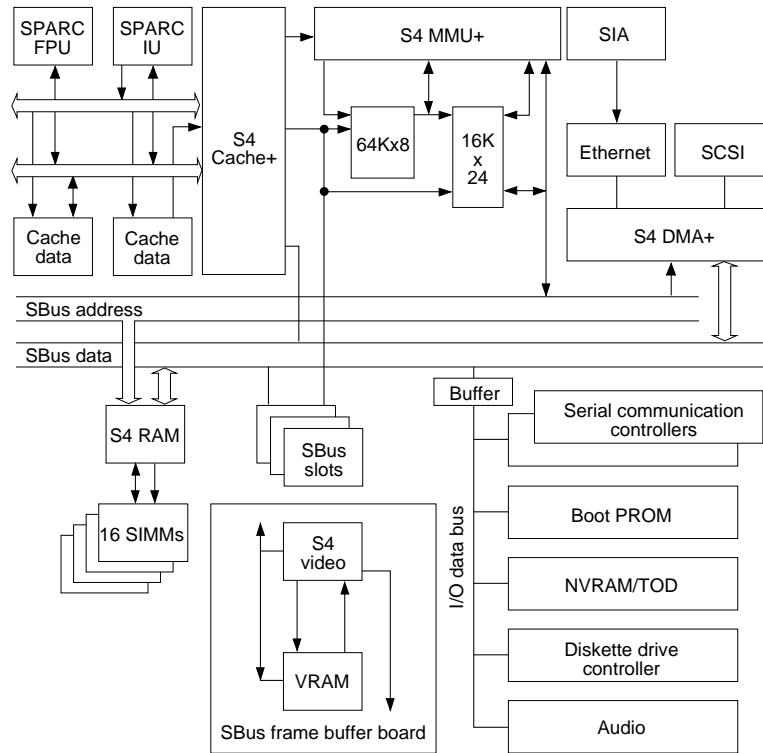 SPARC
FPU
SPARC
IU
S4 MMU+
SIA
S4
Cache+
64Kx8
16K
x
24
Ethernet
SCSI
Cache
data
Cache
data
S4 DMA+
SBus address
SBus data
Buffer
S4 RAM
SBus
slots
Serial communication
controllers
16 SIMMs
I/O data bus
Boot PROM
S4
video
NVRAM/TOD
VRAM
Diskette drive
controller
SBus frame buffer board
Audio